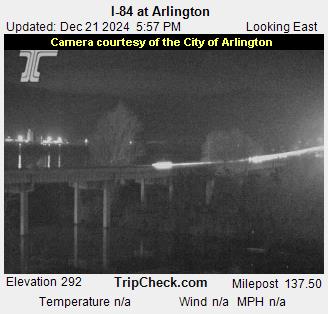 I-84 at Arlington
Updated: Dec 21 2024 5:57 PM Looking East
Camera courtesy of the City of Arlington
Elevation 292 TripCheck.com Milepost 137.50
Temperature n/a Wind n/a MPH n/a